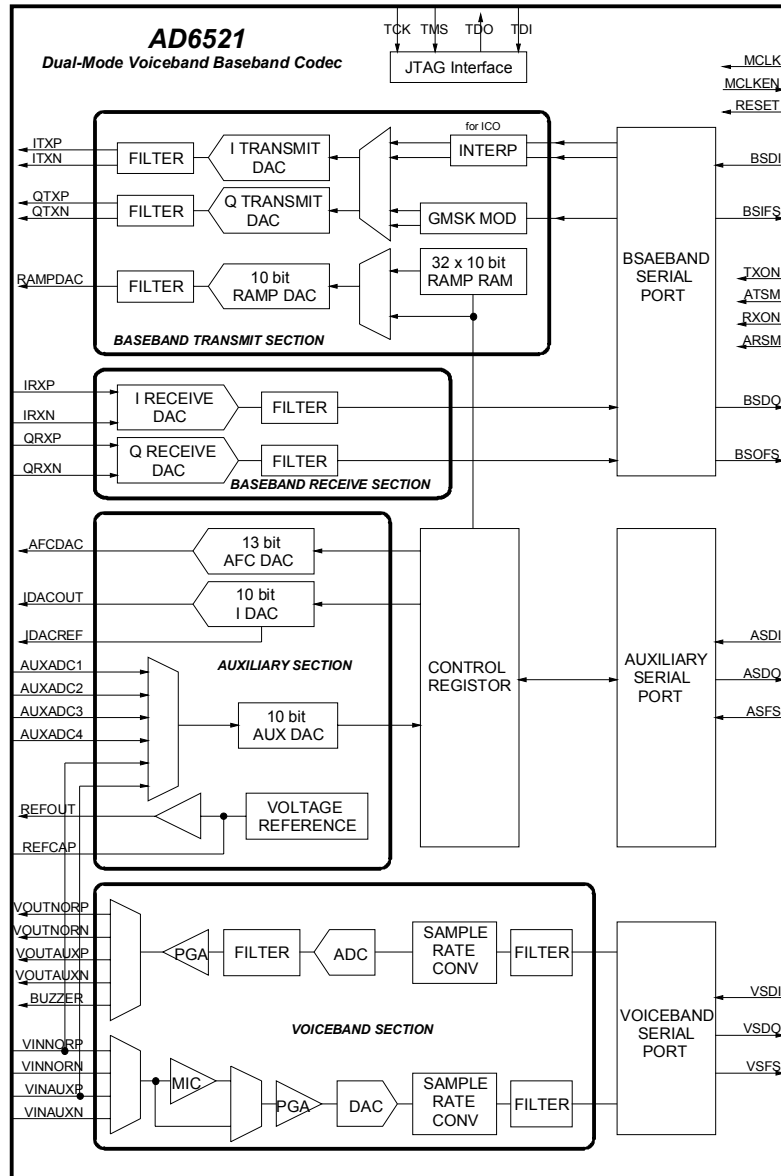 AD6521
Dual-Mode Voiceband Baseband Codec
TCK TMS TDO TDI
JTAG Interface
MCLK
MCLKEN
RESET
ITXP
ITXN
FILTER
I TRANSMIT
DAC
for ICO
INTERP
BSDI
QTXP
QTXN
FILTER
Q TRANSMIT
DAC
GMSK MOD
BSIFS
BSAEBAND
SERIAL
PORT
RAMPDAC
FILTER
10 bit
RAMP DAC
32 x 10 bit
RAMP RAM
TXON
ATSM
RXON
ARSM
BASEBAND TRANSMIT SECTION
IRXP
IRXN
I RECEIVE
DAC
FILTER
BSDO
QRXP
QRXN
Q RECEIVE
DAC
FILTER
BSOFS
BASEBAND RECEIVE SECTION
AFCDAC
13 bit
AFC DAC
IDACOUT
10 bit
I DAC
IDACREF
AUXILIARY SECTION
CONTROL
REGISTOR
AUXILIARY
SERIAL
PORT
ASDI
ASDO
ASFS
AUXADC1
AUXADC2
AUXADC3
AUXADC4
10 bit
AUX DAC
REFOUT
VOLTAGE
REFERENCE
REFCAP
VOUTNORP
VOUTNORN
VOUTAUXP
VOUTAUXN
BUZZER
PGA
FILTER
ADC
SAMPLE
RATE
CONV
FILTER
VOICEBAND SECTION
VOICEBAND
SERIAL
PORT
VSDI
VSDO
VSFS
VINNORP
VINNORN
VINAUXP
VINAUXN
MIC
PGA
DAC
SAMPLE
RATE
CONV
FILTER